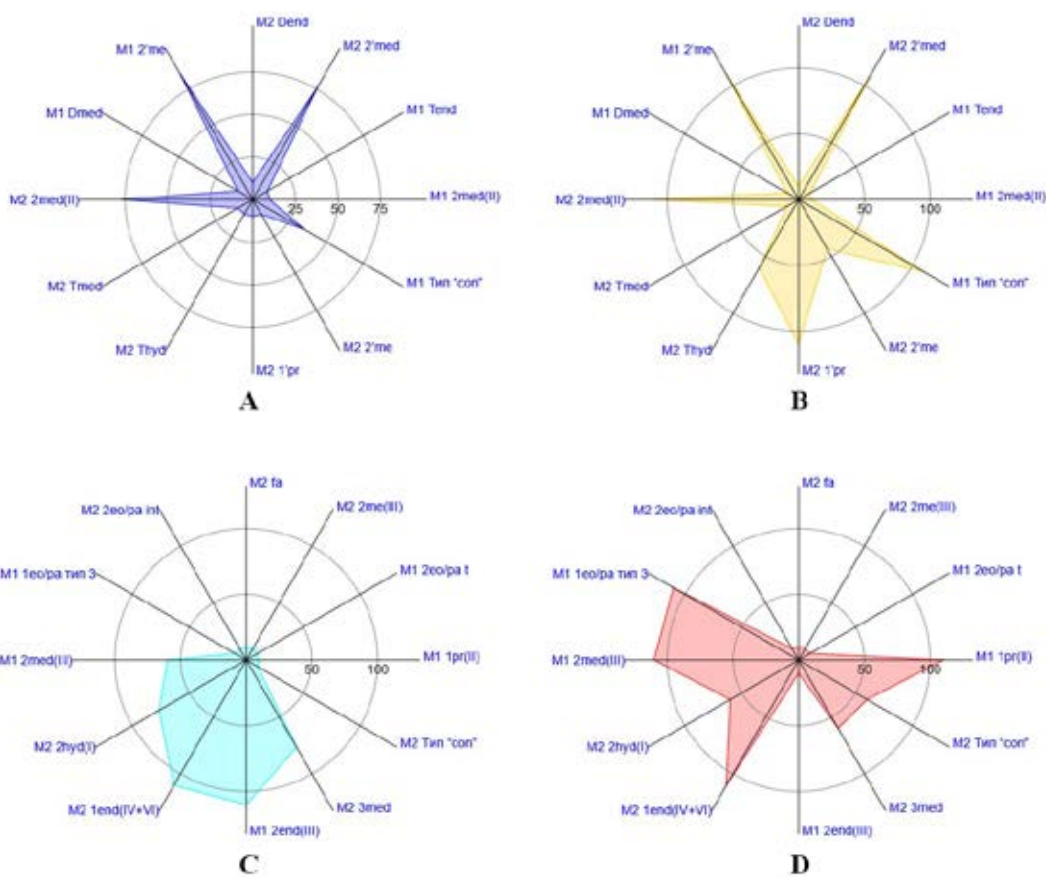 M2 Dend
M1 2'me
M2 2'med
M1 Dmed
M1 Tend
M2 2med(II)
25 50 75
M1 2med(II)
M2 Tmed
M1 Тип "con"
M2 Thyd
M2 2'me
M2 1'pr
A
M2 Dend
M1 2'me
M2 2'med
M1 Dmed
M1 Tend
M2 2med(II)
50 100
M1 2med(II)
M2 Tmed
M1 Тип "con"
M2 Thyd
M2 2'me
M2 1'pr
B
M2 fa
M2 2eo/pa int
M2 2me(III)
M1 1eo/pa тип 3
M1 2eo/pa t
M1 2med(III)
50 100
M1 1pr(II)
M2 2hyd(I)
M2 Тип "con"
M2 1end(IV+VI)
M2 3med
M1 2end(III)
C
M2 fa
M2 2eo/pa int
M2 2me(III)
M1 1eo/pa тип 3
M1 2eo/pa t
M1 2med(III)
50 100
M1 1pr(II)
M2 2hyd(I)
M2 Тип "con"
M2 1end(IV+VI)
M2 3med
M1 2end(III)
D